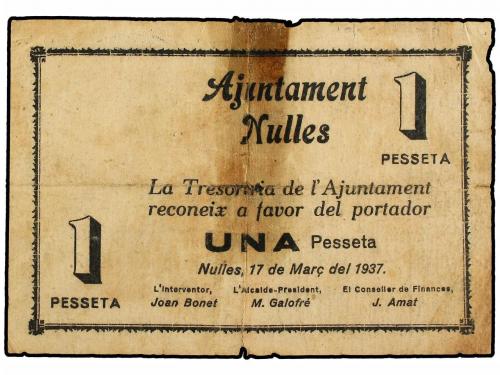 Ajuntament
Nulles
1
PESSETA
La Tresoreria de l'Ajuntament
reconeix a favor del portador
UNA Pesseta
Nulles, 17 de Març del 1937.
1
PESSETA
L'Interventor,
Joan Bonet
L'Alcalde-President,
M. Galofré
El Conseller de Finances,
J. Amat